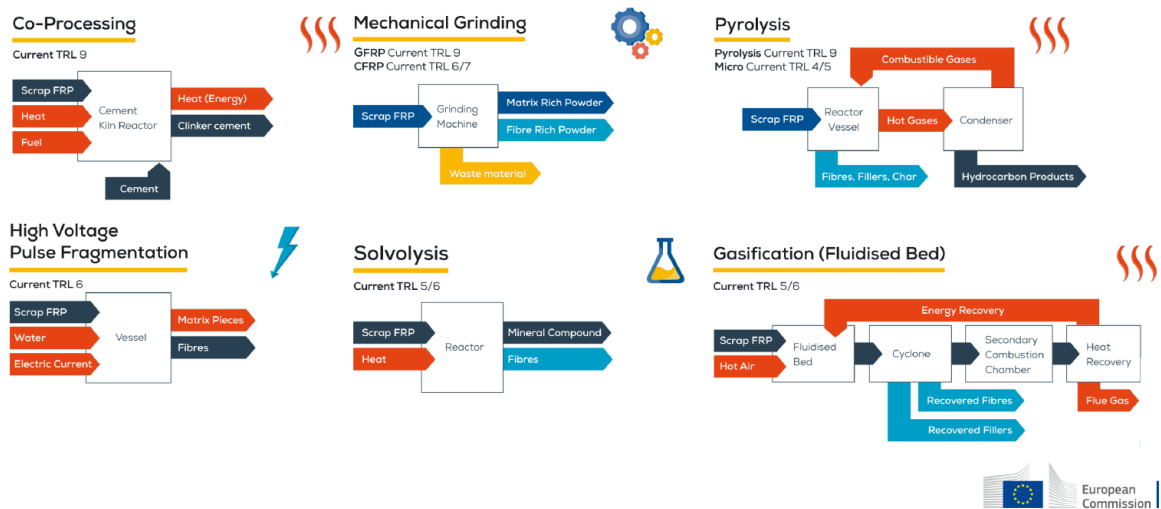 Co-Processing
Current TRL 9
Scrap FRP
Heat
Fuel
Cement
Kiln Reactor
Heat (Energy)
Clinker cement
Cement
Mechanical Grinding
GFRP Current TRL 9
CFRP Current TRL 6/7
Scrap FRP
Grinding
Machine
Matrix Rich Powder
Fibre Rich Powder
Waste material
Pyrolysis
Pyrolysis Current TRL 9
Micro Current TRL 4/5
Combustible Gases
Scrap FRP
Reactor
Vessel
Hot Gases
Condenser
Fibres, Fillers, Char
Hydrocarbon Products
High Voltage
Pulse Fragmentation
Current TRL 6
Scrap FRP
Water
Electric Current
Vessel
Matrix Pieces
Fibres
Solvolysis
Current TRL 5/6
Scrap FRP
Heat
Reactor
Mineral Compound
Fibres
Gasification (Fluidised Bed)
Current TRL 5/6
Energy Recovery
Scrap FRP
Hot Air
Fluidised
Bed
Cyclone
Secondary
Combustion
Chamber
Heat
Recovery
Recovered Fibres
Recovered Fillers
Flue Gas
European
Commission